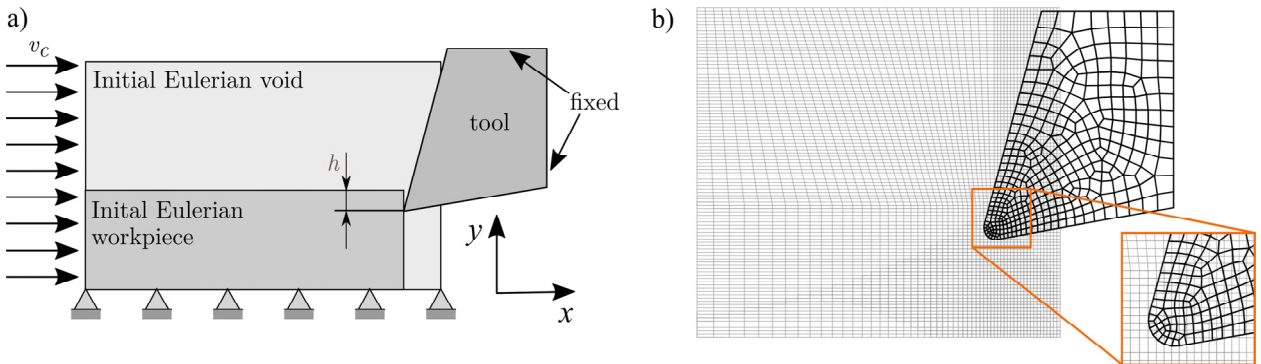 a)
v_C
Initial Eulerian void
fixed
tool
h
Inital Eulerian
workpiece
y
x
b)